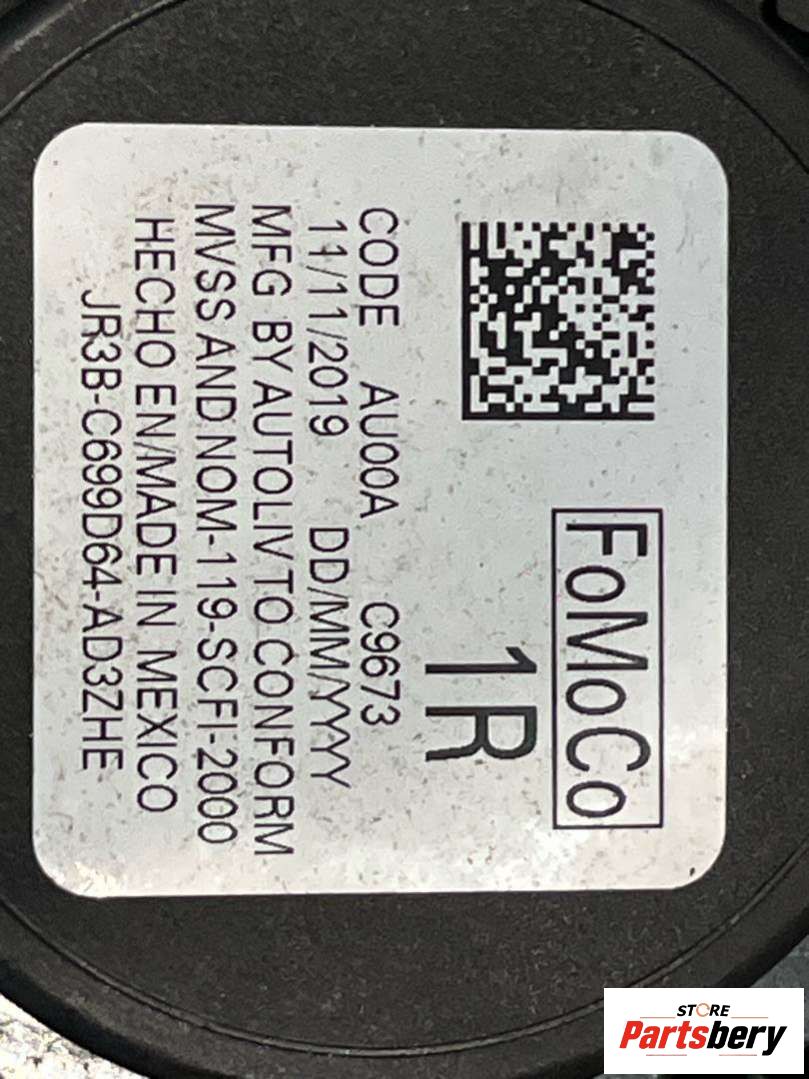 FoMoCo
1R
CODE AU00A C9673
11/11/2019 DD/MM/YYYY
MFG BY AUTOLIV TO CONFORM
MVSS AND NOM-119-SCFI-2000
HECHO EN/MADE IN MEXICO
JR3B-C699D64-AD3ZHE
STORE
Partsbery